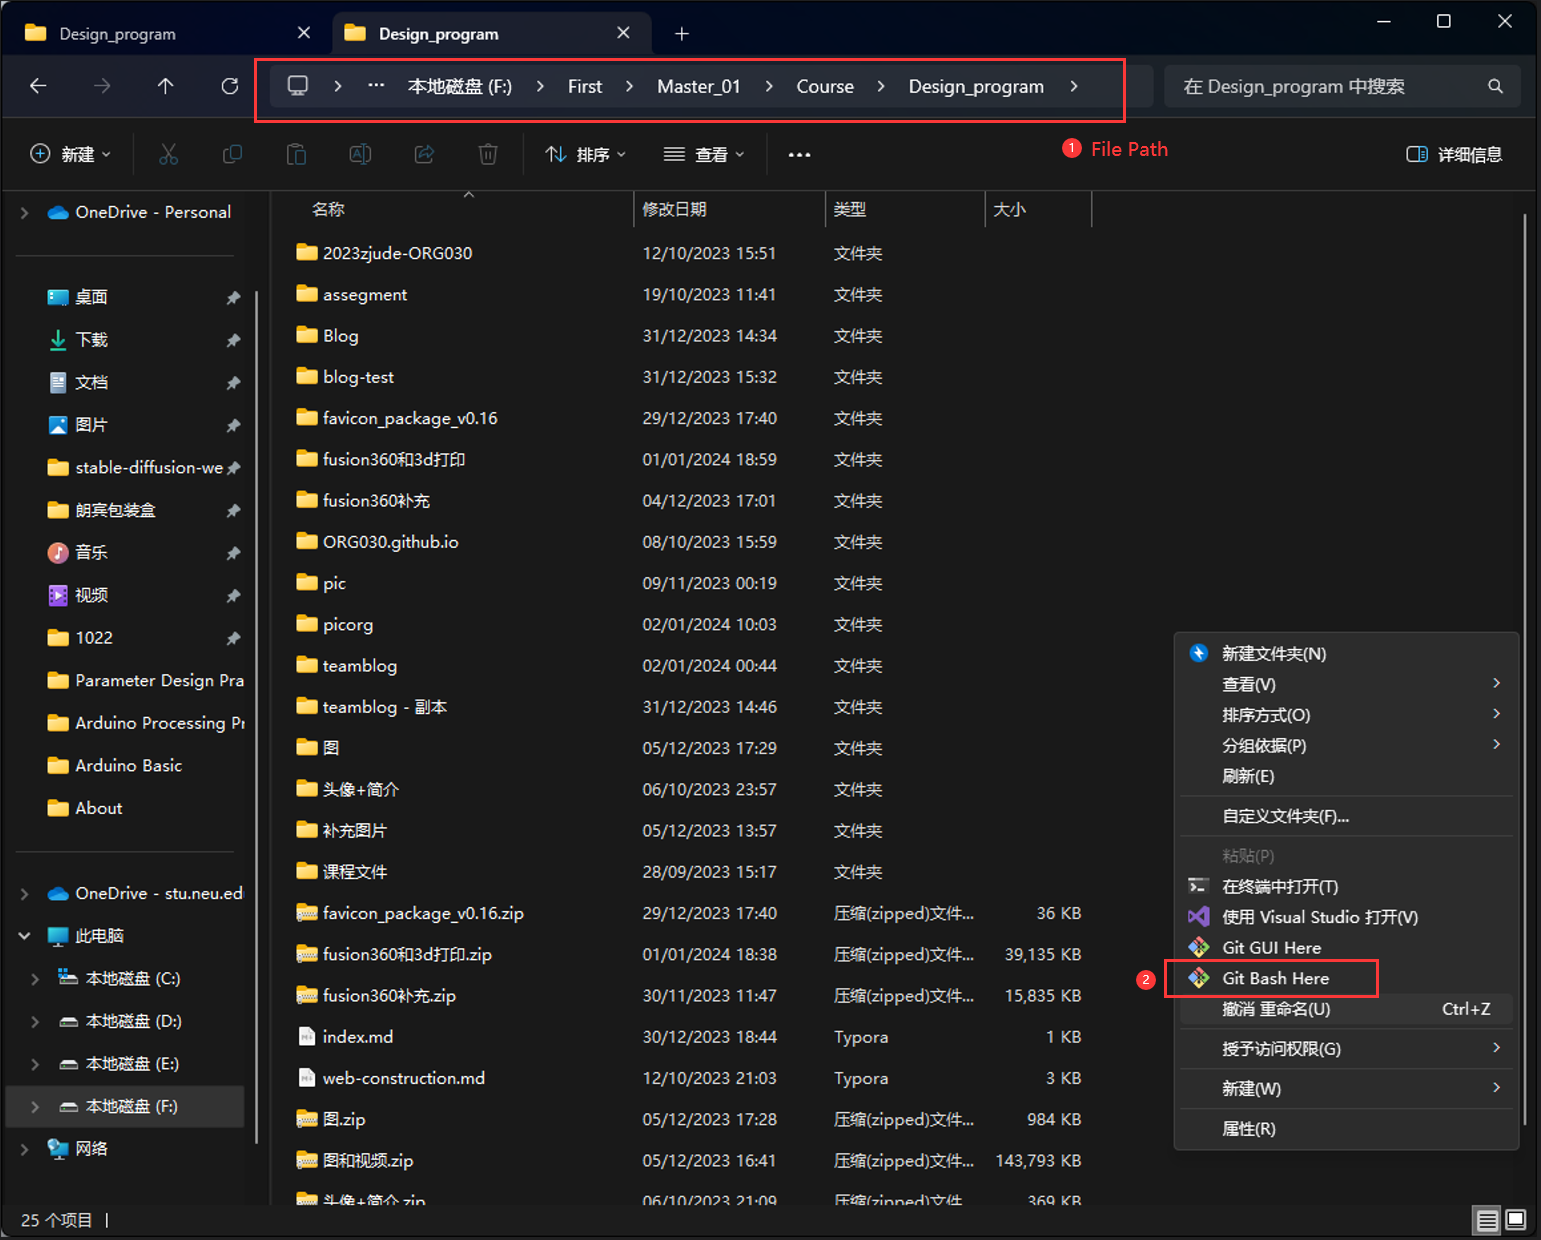 Design_program
Design_program
本地磁盘 (F:) First Master_01 Course Design_program
在 Design_program 中搜索
新建
排序
查看
1 File Path
详细信息
名称 修改日期 类型 大小
OneDrive - Personal
桌面
下载
文档
图片
stable-diffusion-we
朗宾包装盒
音乐
视频
1022
Parameter Design Pra
Arduino Processing Pr
Arduino Basic
About
OneDrive - stu.neu.ed
此电脑
本地磁盘 (C:)
本地磁盘 (D:)
本地磁盘 (E:)
本地磁盘 (F:)
网络
2023zjude-ORG030 12/10/2023 15:51 文件夹
assegment 19/10/2023 11:41 文件夹
Blog 31/12/2023 14:34 文件夹
blog-test 31/12/2023 15:32 文件夹
favicon_package_v0.16 29/12/2023 17:40 文件夹
fusion360和3d打印 01/01/2024 18:59 文件夹
fusion360补充 04/12/2023 17:01 文件夹
ORG030.github.io 08/10/2023 15:59 文件夹
pic 09/11/2023 00:19 文件夹
picorg 02/01/2024 10:03 文件夹
teamblog 02/01/2024 00:44 文件夹
teamblog - 副本 31/12/2023 14:46 文件夹
图 05/12/2023 17:29 文件夹
头像+简介 06/10/2023 23:57 文件夹
补充图片 05/12/2023 13:57 文件夹
课程文件 28/09/2023 15:17 文件夹
favicon_package_v0.16.zip 29/12/2023 17:40 压缩(zipped)文件... 36 KB
fusion360和3d打印.zip 01/01/2024 18:38 压缩(zipped)文件... 39,135 KB
fusion360补充.zip 30/11/2023 11:47 压缩(zipped)文件... 15,835 KB
index.md 30/12/2023 18:44 Typora 1 KB
web-construction.md 12/10/2023 21:03 Typora 3 KB
图.zip 05/12/2023 17:28 压缩(zipped)文件... 984 KB
图和视频.zip 05/12/2023 16:41 压缩(zipped)文件... 143,793 KB
头像+简介.zip 06/10/2023 21:09 压缩(zipped)文件... 369 KB
新建文件夹(N)
查看(V)
排序方式(O)
分组依据(P)
刷新(E)
自定义文件夹(F)...
粘贴(P)
在终端中打开(T)
使用 Visual Studio 打开(V)
Git GUI Here
2 Git Bash Here
撤消 重命名(U) Ctrl+Z
授予访问权限(G)
新建(W)
属性(R)
25 个项目